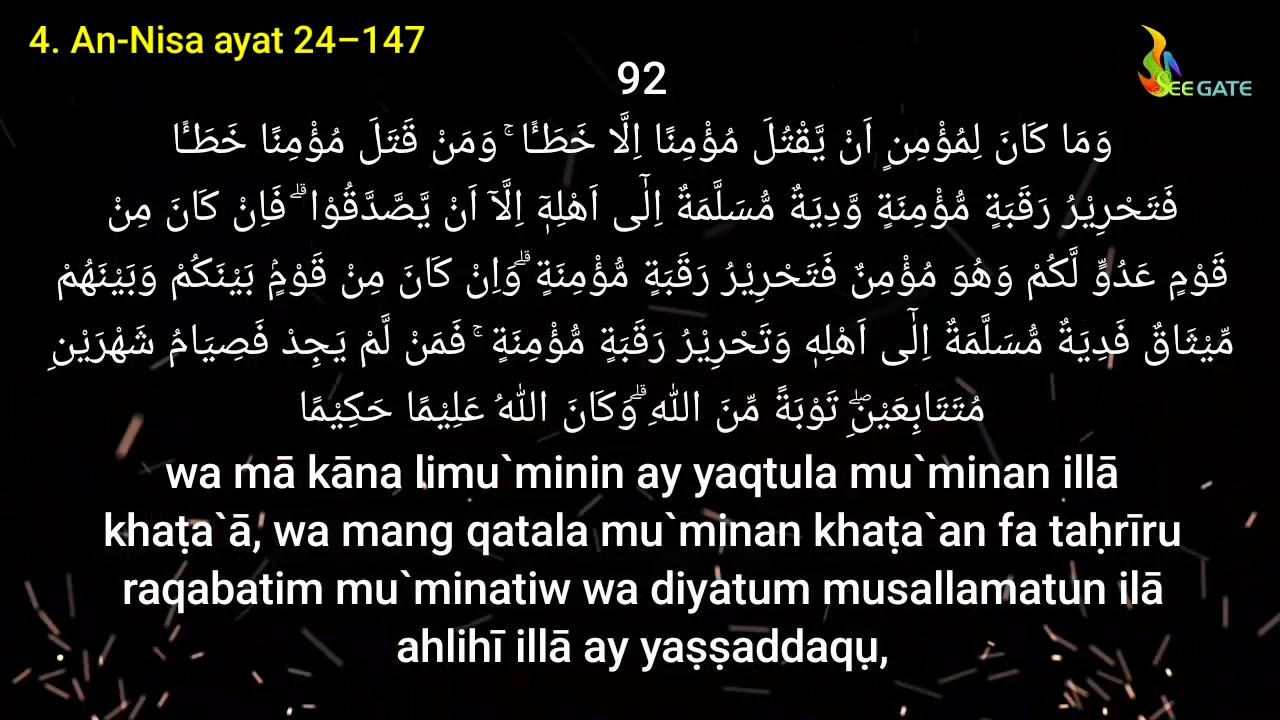 4. An-Nisa ayat 24–147
SEE GATE
92
وَمَا كَانَ لِمُؤْمِنٍ اَنْ يَّقْتُلَ مُؤْمِنًا اِلَّا خَطَـًٔا ۚ وَمَنْ قَتَلَ مُؤْمِنًا خَطَـًٔا
فَتَحْرِيْرُ رَقَبَةٍ مُّؤْمِنَةٍ وَّدِيَةٌ مُّسَلَّمَةٌ اِلٰٓى اَهْلِهٖٓ اِلَّآ اَنْ يَّصَّدَّقُوْا ۗ فَاِنْ كَانَ مِنْ
قَوْمٍ عَدُوٍّ لَّكُمْ وَهُوَ مُؤْمِنٌ فَتَحْرِيْرُ رَقَبَةٍ مُّؤْمِنَةٍ ۗوَاِنْ كَانَ مِنْ قَوْمٍۢ بَيْنَكُمْ وَبَيْنَهُمْ
مِّيْثَاقٌ فَدِيَةٌ مُّسَلَّمَةٌ اِلٰٓى اَهْلِهٖ وَتَحْرِيْرُ رَقَبَةٍ مُّؤْمِنَةٍ ۚ فَمَنْ لَّمْ يَجِدْ فَصِيَامُ شَهْرَيْنِ
مُتَتَابِعَيْنِۖ تَوْبَةً مِّنَ اللّٰهِ ۗوَكَانَ اللّٰهُ عَلِيْمًا حَكِيْمًا
wa mā kāna limu`minin ay yaqtula mu`minan illā
khaṭa`ā, wa mang qatala mu`minan khaṭa`an fa taḥrīru
raqabatim mu`minatiw wa diyatum musallamatun ilā
ahlihī illā ay yaṣṣaddaqụ,